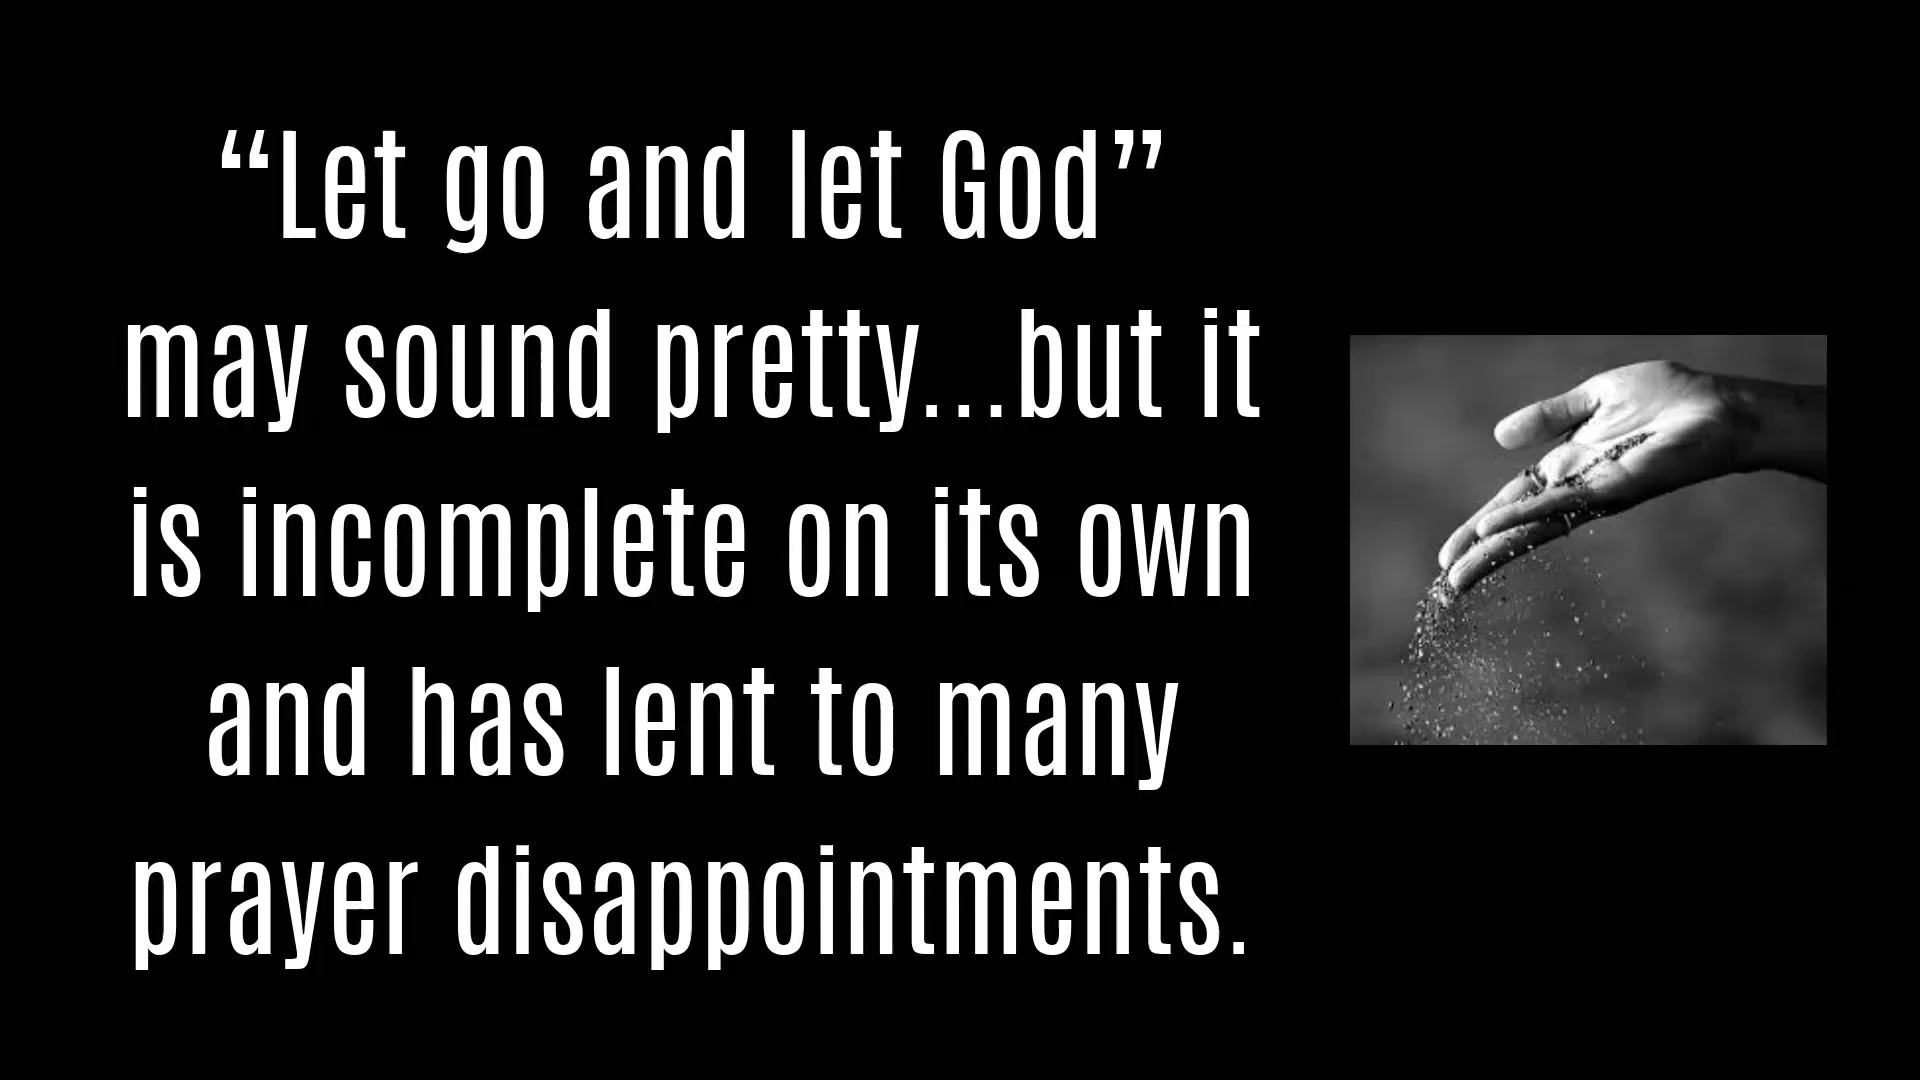 “Let go and let God”
may sound pretty...but it
is incomplete on its own
and has lent to many
prayer disappointments.